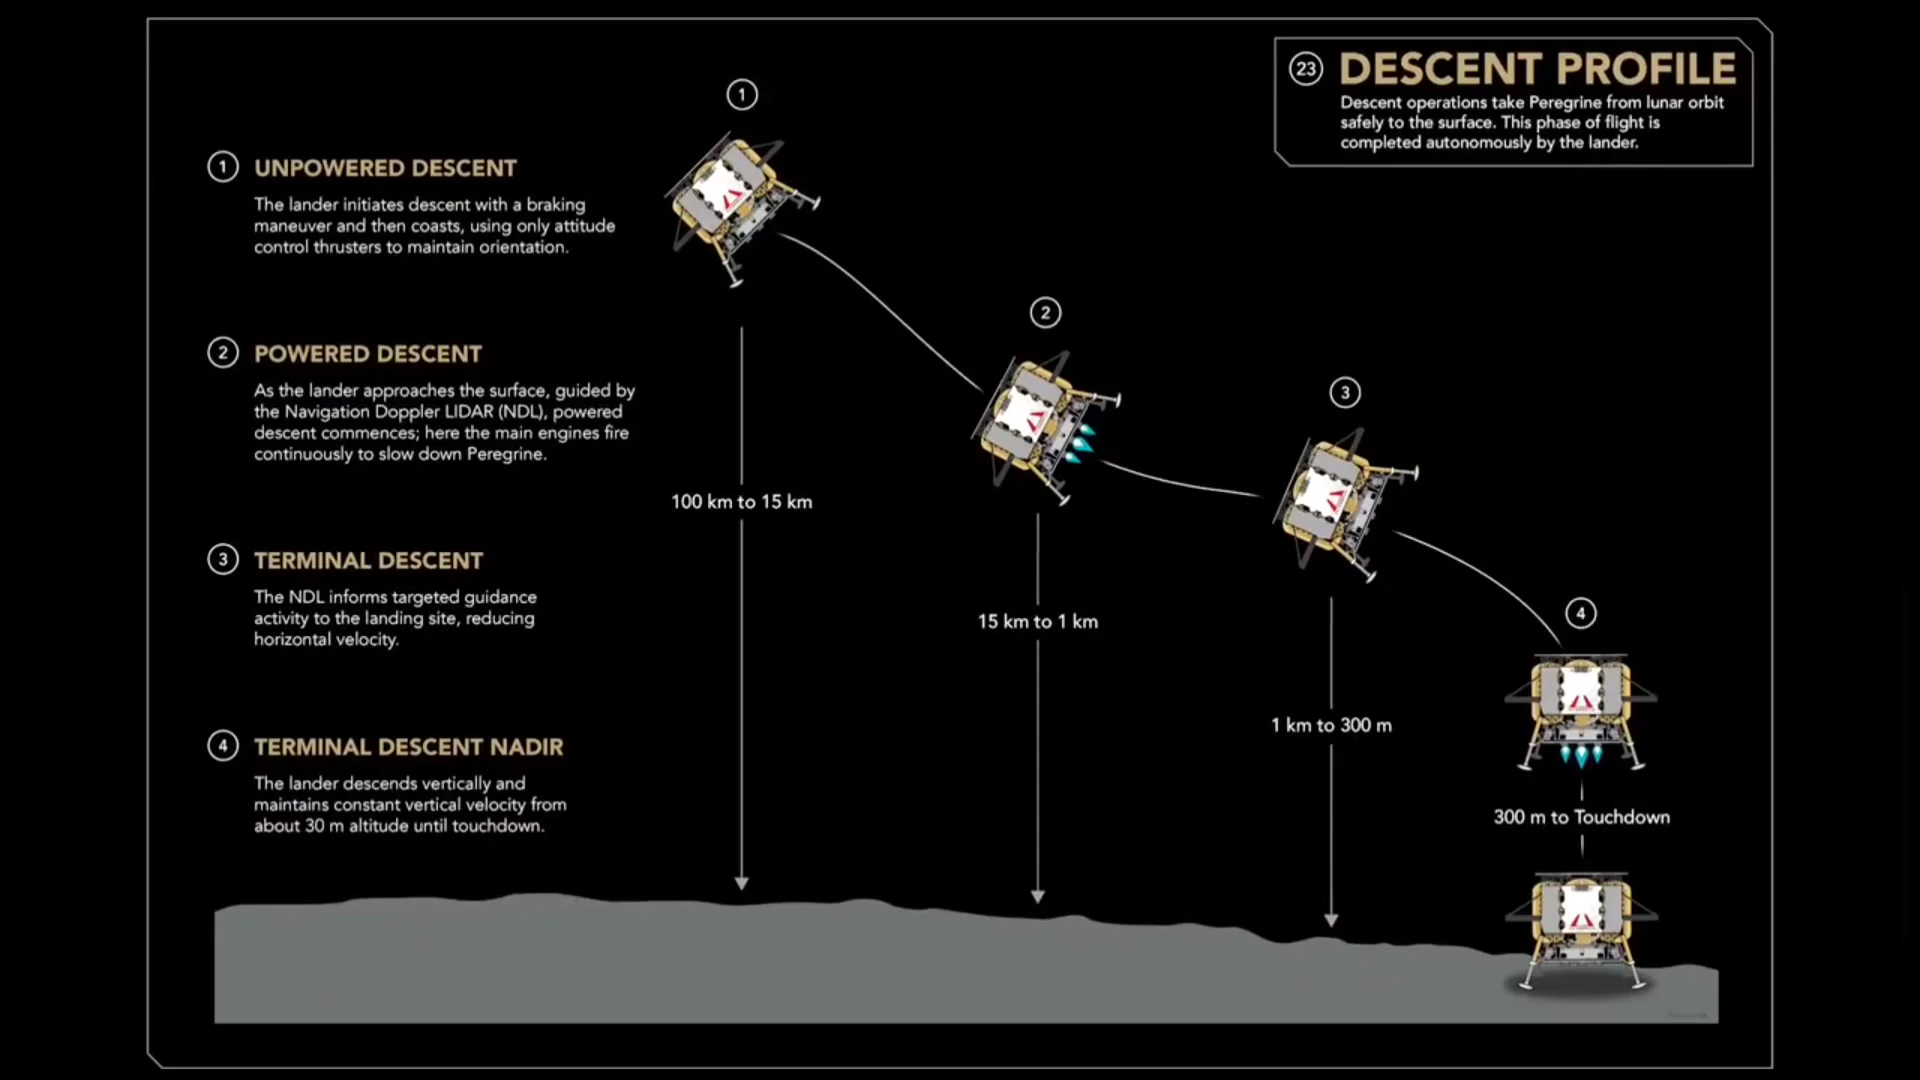 23
DESCENT PROFILE
Descent operations take Peregrine from lunar orbit
safely to the surface. This phase of flight is
completed autonomously by the lander.
1
1
UNPOWERED DESCENT
The lander initiates descent with a braking
maneuver and then coasts, using only attitude
control thrusters to maintain orientation.
2
2
POWERED DESCENT
As the lander approaches the surface, guided by
the Navigation Doppler LIDAR (NDL), powered
descent commences; here the main engines fire
continuously to slow down Peregrine.
3
100 km to 15 km
3
TERMINAL DESCENT
The NDL informs targeted guidance
activity to the landing site, reducing
horizontal velocity.
4
15 km to 1 km
1 km to 300 m
4
TERMINAL DESCENT NADIR
The lander descends vertically and
maintains constant vertical velocity from
about 30 m altitude until touchdown.
300 m to Touchdown